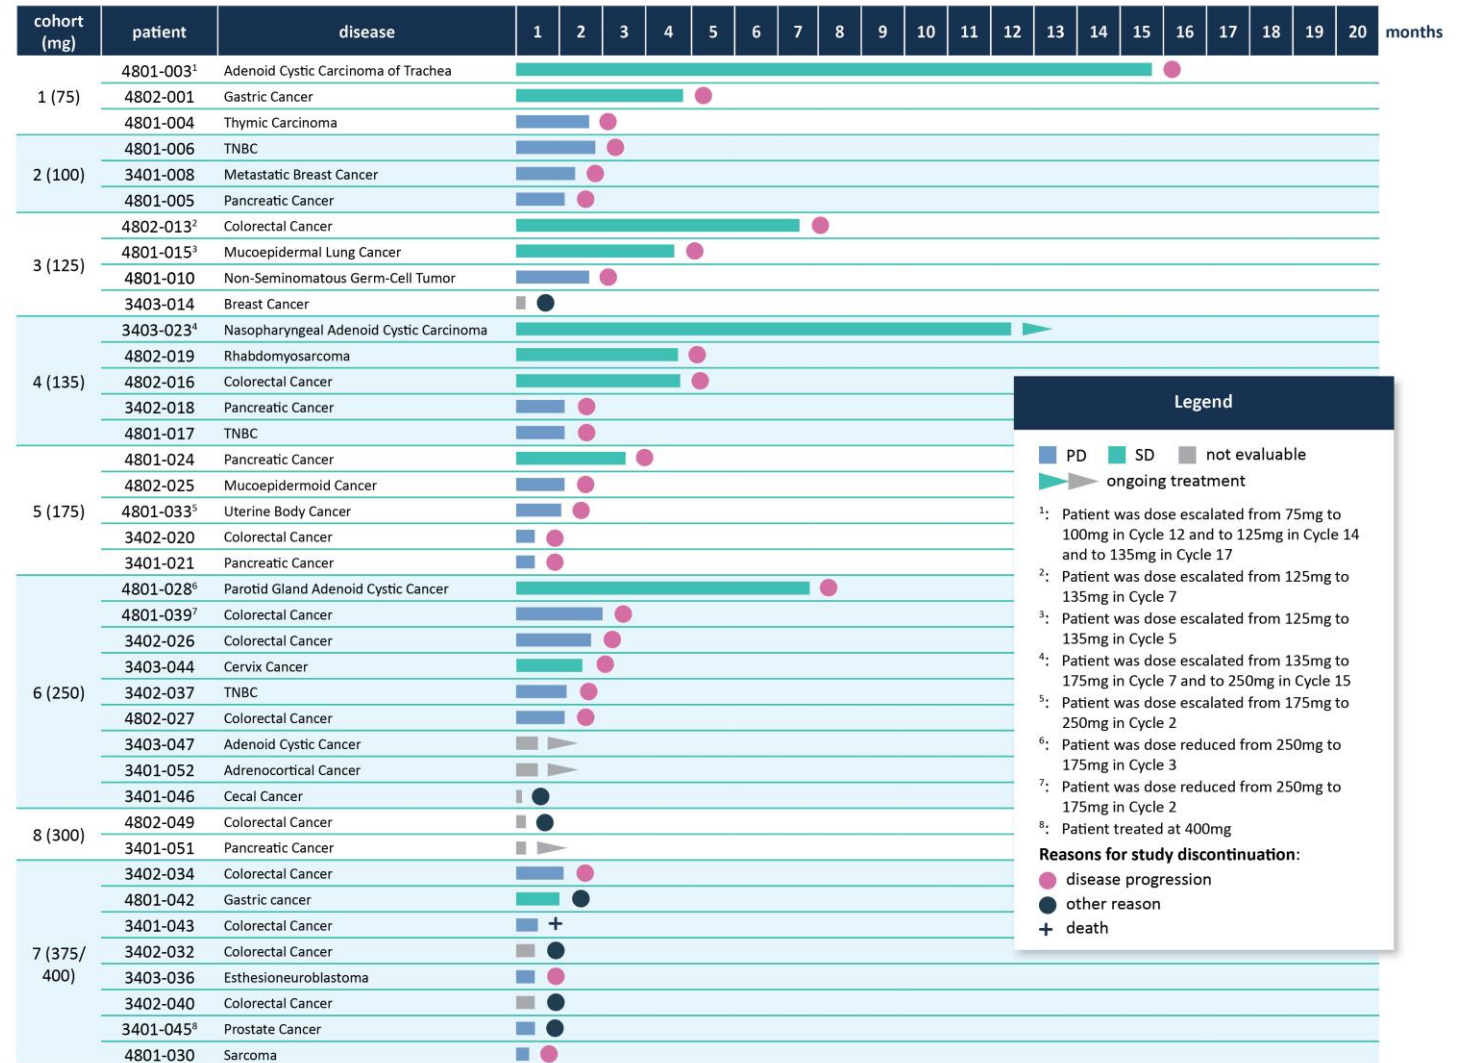 cohort (mg) patient disease 1 2 3 4 5 6 7 8 9 10 11 12 13 14 15 16 17 18 19 20 months
1 (75)
4801-003¹ Adenoid Cystic Carcinoma of Trachea
4802-001 Gastric Cancer
4801-004 Thymic Carcinoma
2 (100)
4801-006 TNBC
3401-008 Metastatic Breast Cancer
4801-005 Pancreatic Cancer
3 (125)
4802-013² Colorectal Cancer
4801-015³ Mucoepidermal Lung Cancer
4801-010 Non-Seminomatous Germ-Cell Tumor
3403-014 Breast Cancer
4 (135)
3403-023⁴ Nasopharyngeal Adenoid Cystic Carcinoma
4802-019 Rhabdomyosarcoma
4802-016 Colorectal Cancer
3402-018 Pancreatic Cancer
4801-017 TNBC
5 (175)
4801-024 Pancreatic Cancer
4802-025 Mucoepidermoid Cancer
4801-033⁵ Uterine Body Cancer
3402-020 Colorectal Cancer
3401-021 Pancreatic Cancer
6 (250)
4801-028⁶ Parotid Gland Adenoid Cystic Cancer
4801-039⁷ Colorectal Cancer
3402-026 Colorectal Cancer
3403-044 Cervix Cancer
3402-037 TNBC
4802-027 Colorectal Cancer
3403-047 Adenoid Cystic Cancer
3401-052 Adrenocortical Cancer
3401-046 Cecal Cancer
8 (300)
4802-049 Colorectal Cancer
3401-051 Pancreatic Cancer
7 (375/
400)
3402-034 Colorectal Cancer
4801-042 Gastric cancer
3401-043 Colorectal Cancer
3402-032 Colorectal Cancer
3403-036 Esthesioneuroblastoma
3402-040 Colorectal Cancer
3401-045⁸ Prostate Cancer
4801-030 Sarcoma
Legend
PD SD not evaluable
ongoing treatment
¹: Patient was dose escalated from 75mg to
100mg in Cycle 12 and to 125mg in Cycle 14
and to 135mg in Cycle 17
²: Patient was dose escalated from 125mg to
135mg in Cycle 7
³: Patient was dose escalated from 125mg to
135mg in Cycle 5
⁴: Patient was dose escalated from 135mg to
175mg in Cycle 7 and to 250mg in Cycle 15
⁵: Patient was dose escalated from 175mg to
250mg in Cycle 2
⁶: Patient was dose reduced from 250mg to
175mg in Cycle 3
⁷: Patient was dose reduced from 250mg to
175mg in Cycle 2
⁸: Patient treated at 400mg
Reasons for study discontinuation:
disease progression
other reason
death